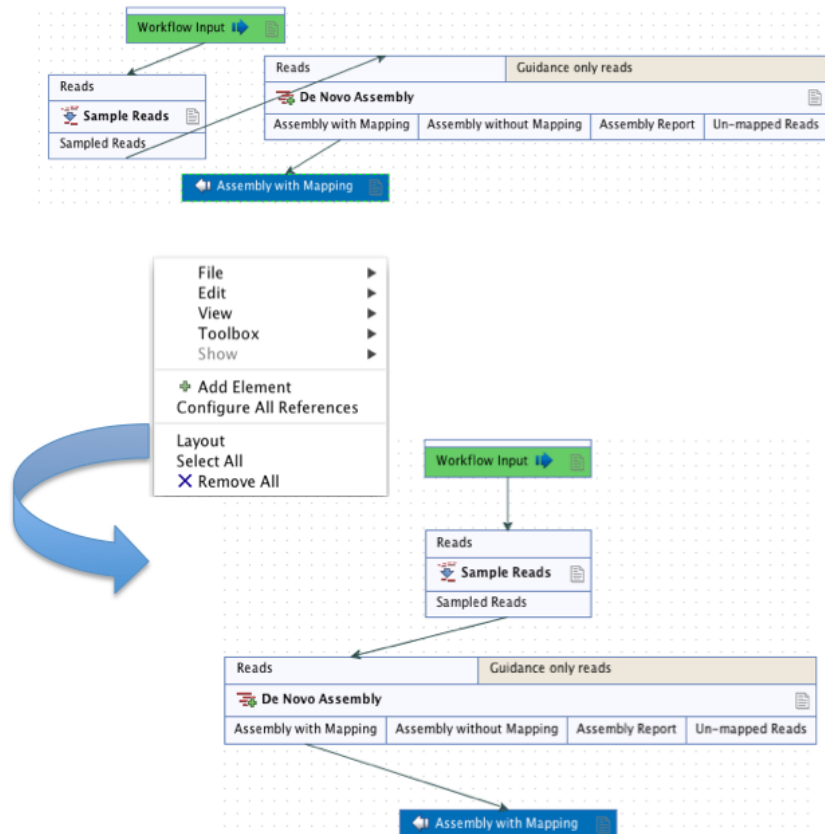 Workflow Input
Reads
Sample Reads
Sampled Reads
Reads Guidance only reads
De Novo Assembly
Assembly with Mapping Assembly without Mapping Assembly Report Un-mapped Reads
Assembly with Mapping
File
Edit
View
Toolbox
Show
Add Element
Configure All References
Layout
Select All
Remove All
Workflow Input
Reads
Sample Reads
Sampled Reads
Reads Guidance only reads
De Novo Assembly
Assembly with Mapping Assembly without Mapping Assembly Report Un-mapped Reads
Assembly with Mapping